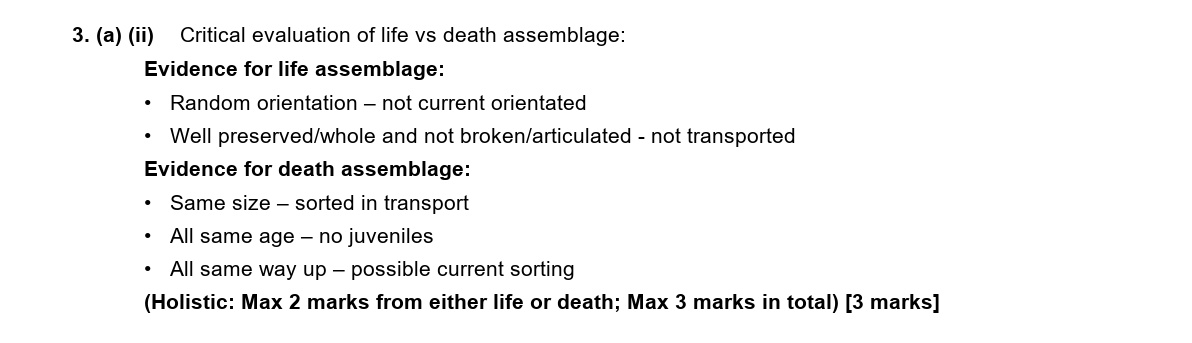 3. (a) (ii) Critical evaluation of life vs death assemblage:
Evidence for life assemblage:
• Random orientation – not current orientated
• Well preserved/whole and not broken/articulated - not transported
Evidence for death assemblage:
• Same size – sorted in transport
• All same age – no juveniles
• All same way up – possible current sorting
(Holistic: Max 2 marks from either life or death; Max 3 marks in total) [3 marks]